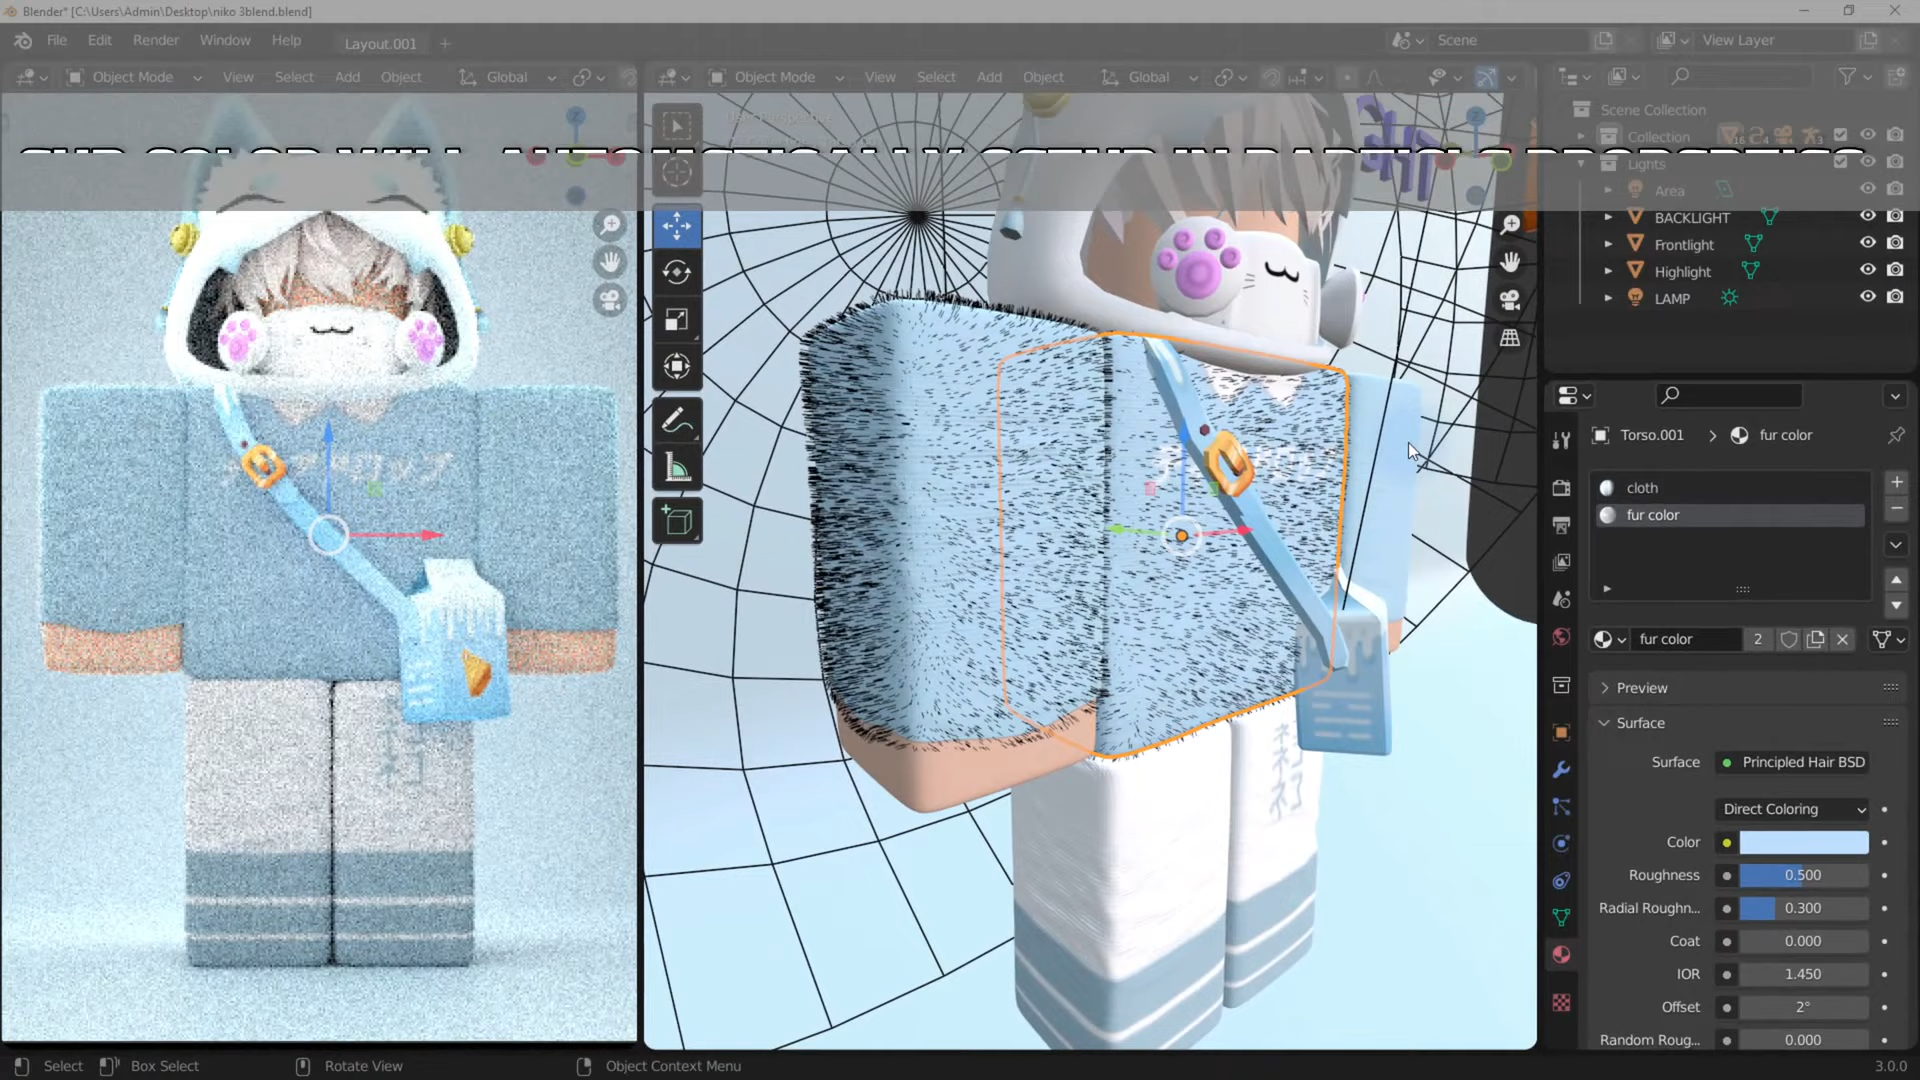 Blender* [C:\Users\Admin\Desktop\niko 3blend.blend]
File Edit Render Window Help Layout.001 + Scene View Layer
Object Mode View Select Add Object Global
Object Mode View Select Add Object Global
Scene Collection
Collection
Lights
Area
BACKLIGHT
Frontlight
Highlight
LAMP
Torso.001 > fur color
cloth
fur color
fur color 2
Preview
Surface
Surface Principled Hair BSD
Direct Coloring
Color
Roughness 0.500
Radial Roughn... 0.300
Coat 0.000
IOR 1.450
Offset 2°
Random Roug... 0.000
Select Box Select Rotate View Object Context Menu 3.0.0